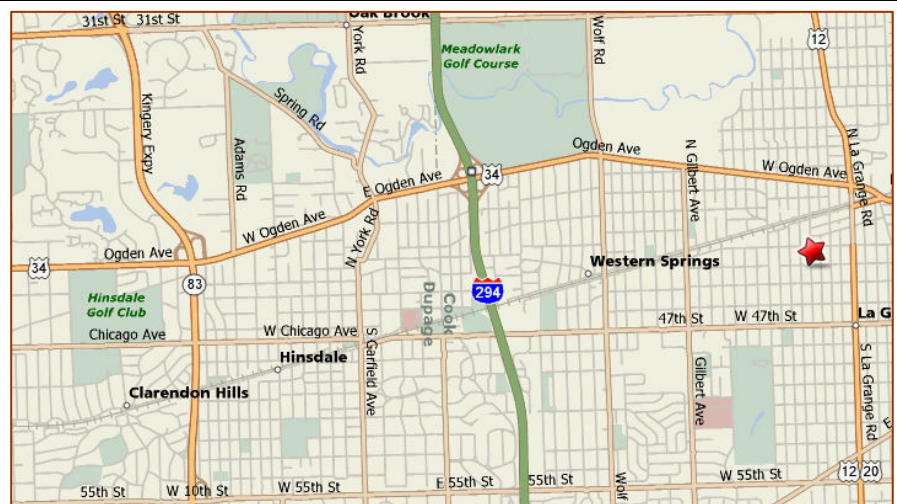 31st St 31st St
Oak Brook
York Rd
Wolf Rd
12
Meadowlark
Golf Course
Kingery Expy
Spring Rd
Adams Rd
Ogden Ave
N Gilbert Ave
N La Grange Rd
W Ogden Ave
34
E Ogden Ave
W Ogden Ave
N York Rd
Ogden Ave
34
83
Western Springs
294
Hinsdale
Golf Club
Cook
Dupage
47th St
W 47th St
La G
Chicago Ave
W Chicago Ave
S Garfield Ave
Hinsdale
Gilbert Ave
S La Grange Rd
Clarendon Hills
E
12 20
55th St
W 10th St
W 55th St
E 55th St
55th St
Wolf
W 55th St